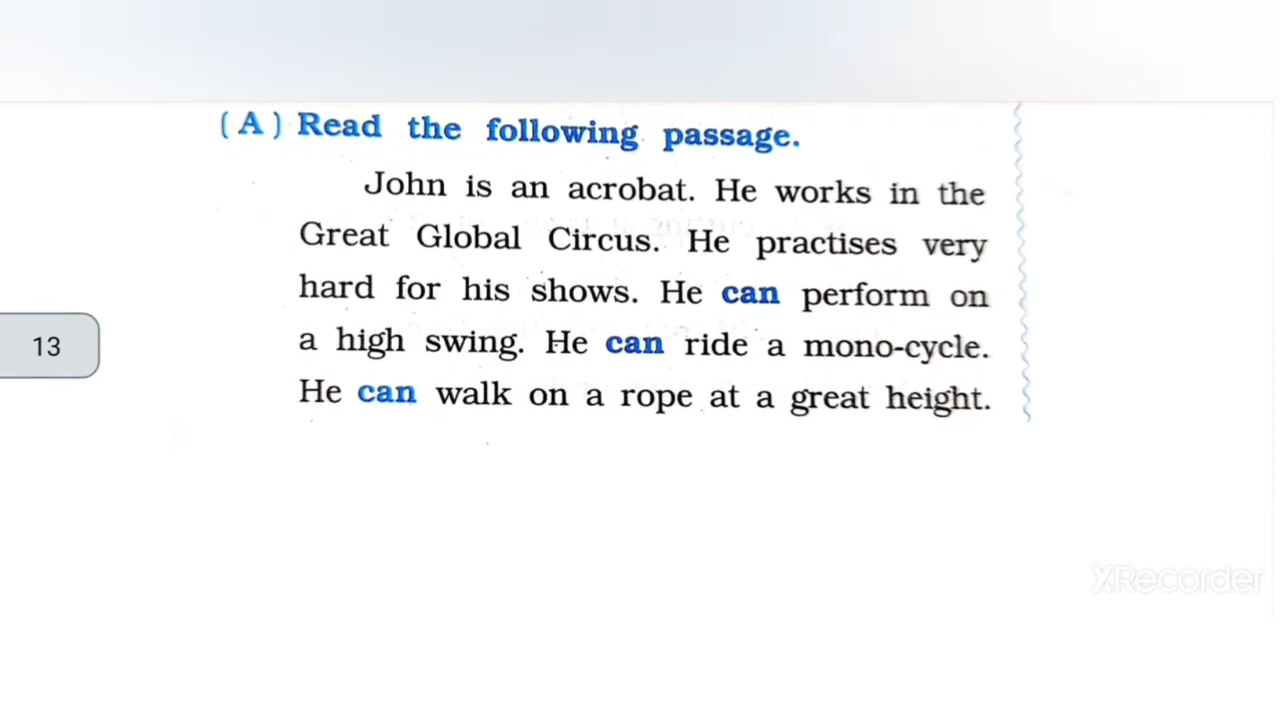 (A) Read the following passage.
John is an acrobat. He works in the
Great Global Circus. He practises very
hard for his shows. He can perform on
a high swing. He can ride a mono-cycle.
13
He can walk on a rope at a great height.
XRecorder